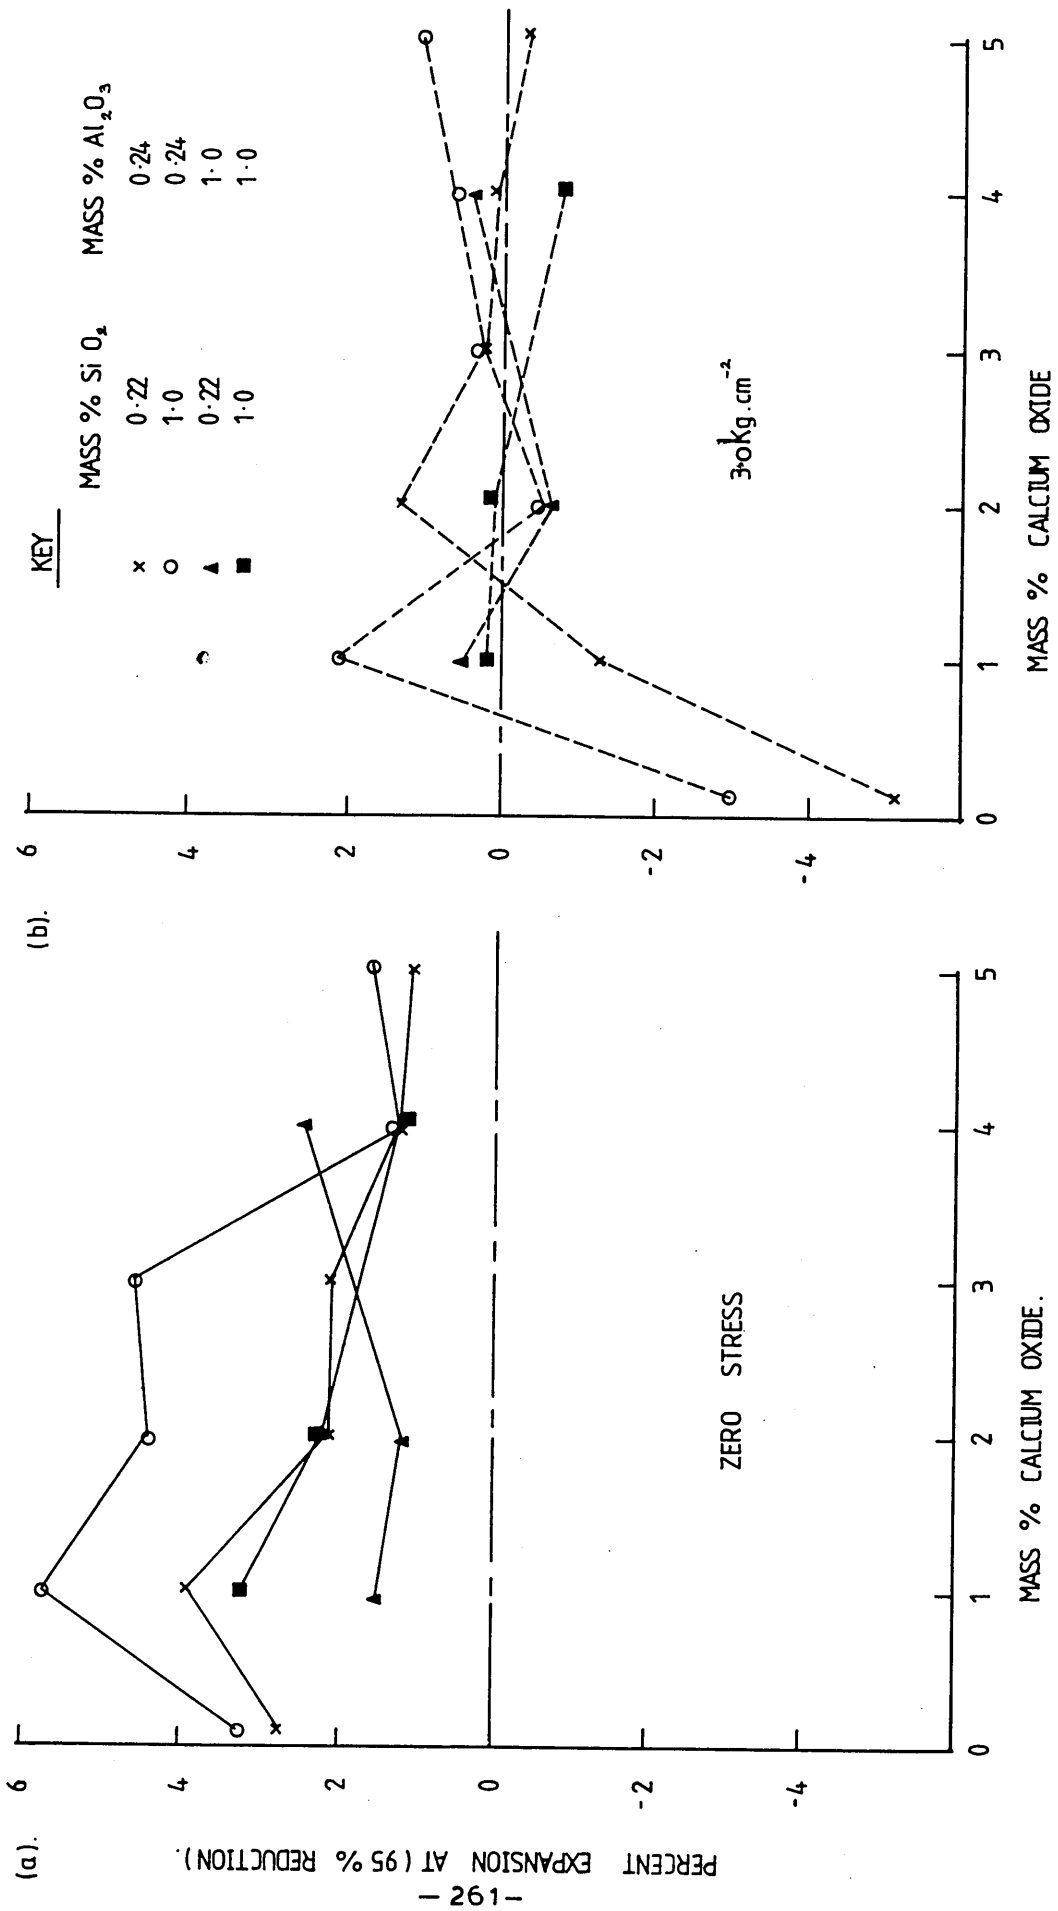 (a).
PERCENT EXPANSION AT (95 % REDUCTION).
6
4
2
0
-2
-4
0 1 2 3 4 5
MASS % CALCIUM OXIDE.
ZERO STRESS
(b).
6
4
2
0
-2
-4
0 1 2 3 4 5
MASS % CALCIUM OXIDE
Kg.cm⁻²
KEY
MASS % SiO₂ MASS % Al₂O₃
x 0·22 0·24
o 1·0 0·24
▲ 0·22 1·0
■ 1·0 1·0
— 261—